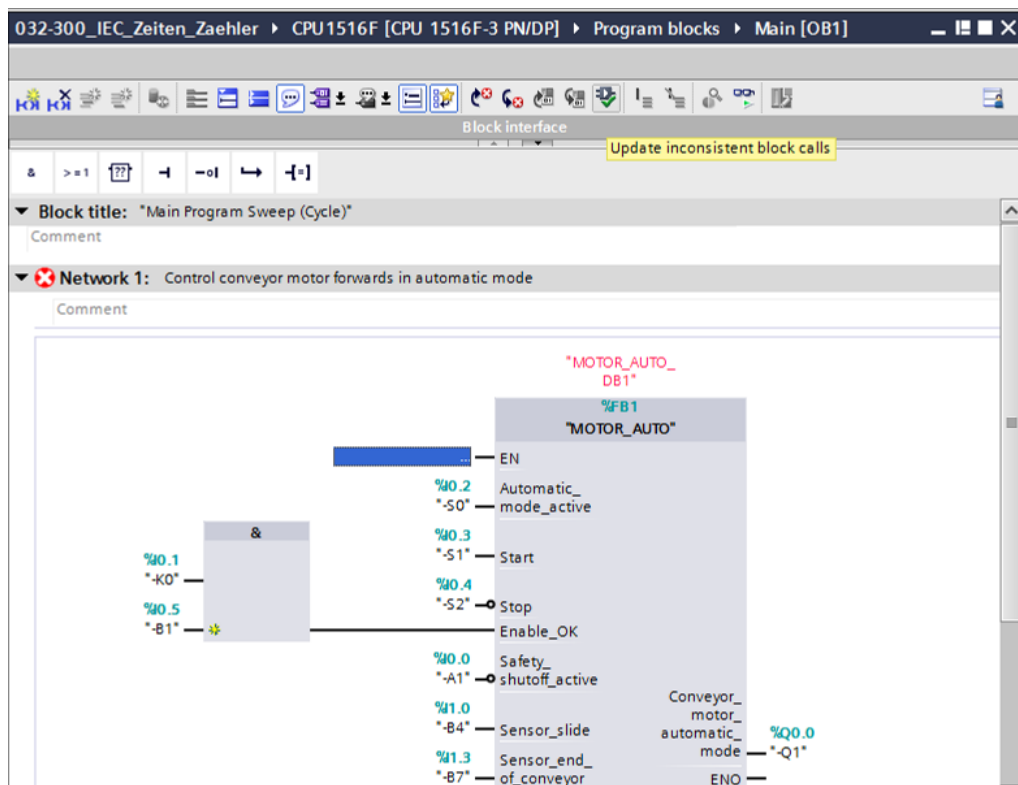 032-300_IEC_Zeiten_Zaehler ▸ CPU1516F [CPU 1516F-3 PN/DP] ▸ Program blocks ▸ Main [OB1]
Block interface
Update inconsistent block calls
& >=1 ??
Block title: "Main Program Sweep (Cycle)"
Comment
Network 1: Control conveyor motor forwards in automatic mode
Comment
"MOTOR_AUTO_
DB1"
%FB1
"MOTOR_AUTO"
... EN
%I0.2
"-S0"
Automatic_
mode_active
&
%I0.3
"-S1" Start
%I0.1
"-K0"
%I0.4
"-S2" Stop
%I0.5
"-B1"
Enable_OK
%I0.0
"-A1"
Safety_
shutoff_active
%I1.0
"-B4" Sensor_slide
Conveyor_
motor_
automatic_
mode
%Q0.0
"-Q1"
%I1.3
"-B7"
Sensor_end_
of_conveyor
ENO